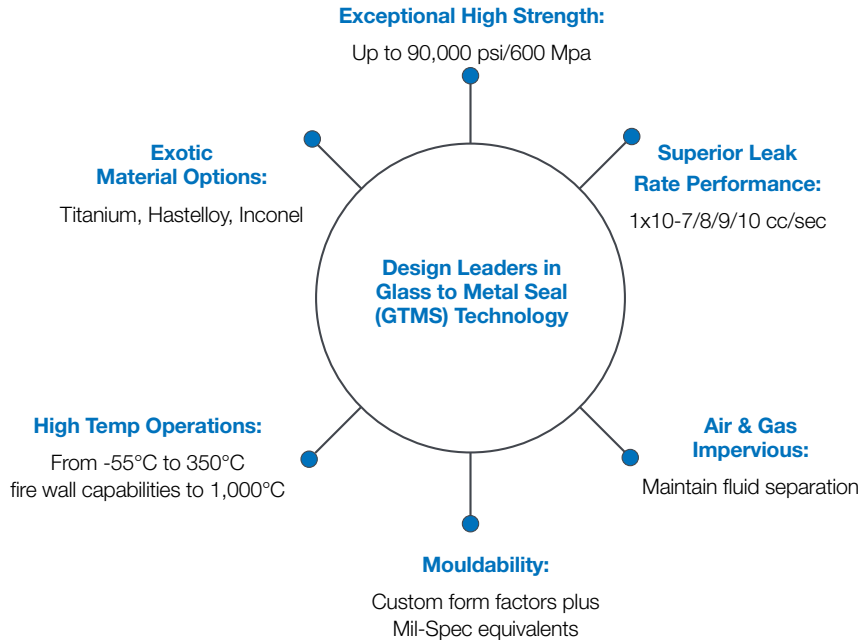 Exceptional High Strength:
Up to 90,000 psi/600 Mpa
Exotic
Material Options:
Titanium, Hastelloy, Inconel
Superior Leak
Rate Performance:
1x10-7/8/9/10 cc/sec
Design Leaders in
Glass to Metal Seal
(GTMS) Technology
High Temp Operations:
From -55°C to 350°C
fire wall capabilities to 1,000°C
Air & Gas
Impervious:
Maintain fluid separation
Mouldability:
Custom form factors plus
Mil-Spec equivalents